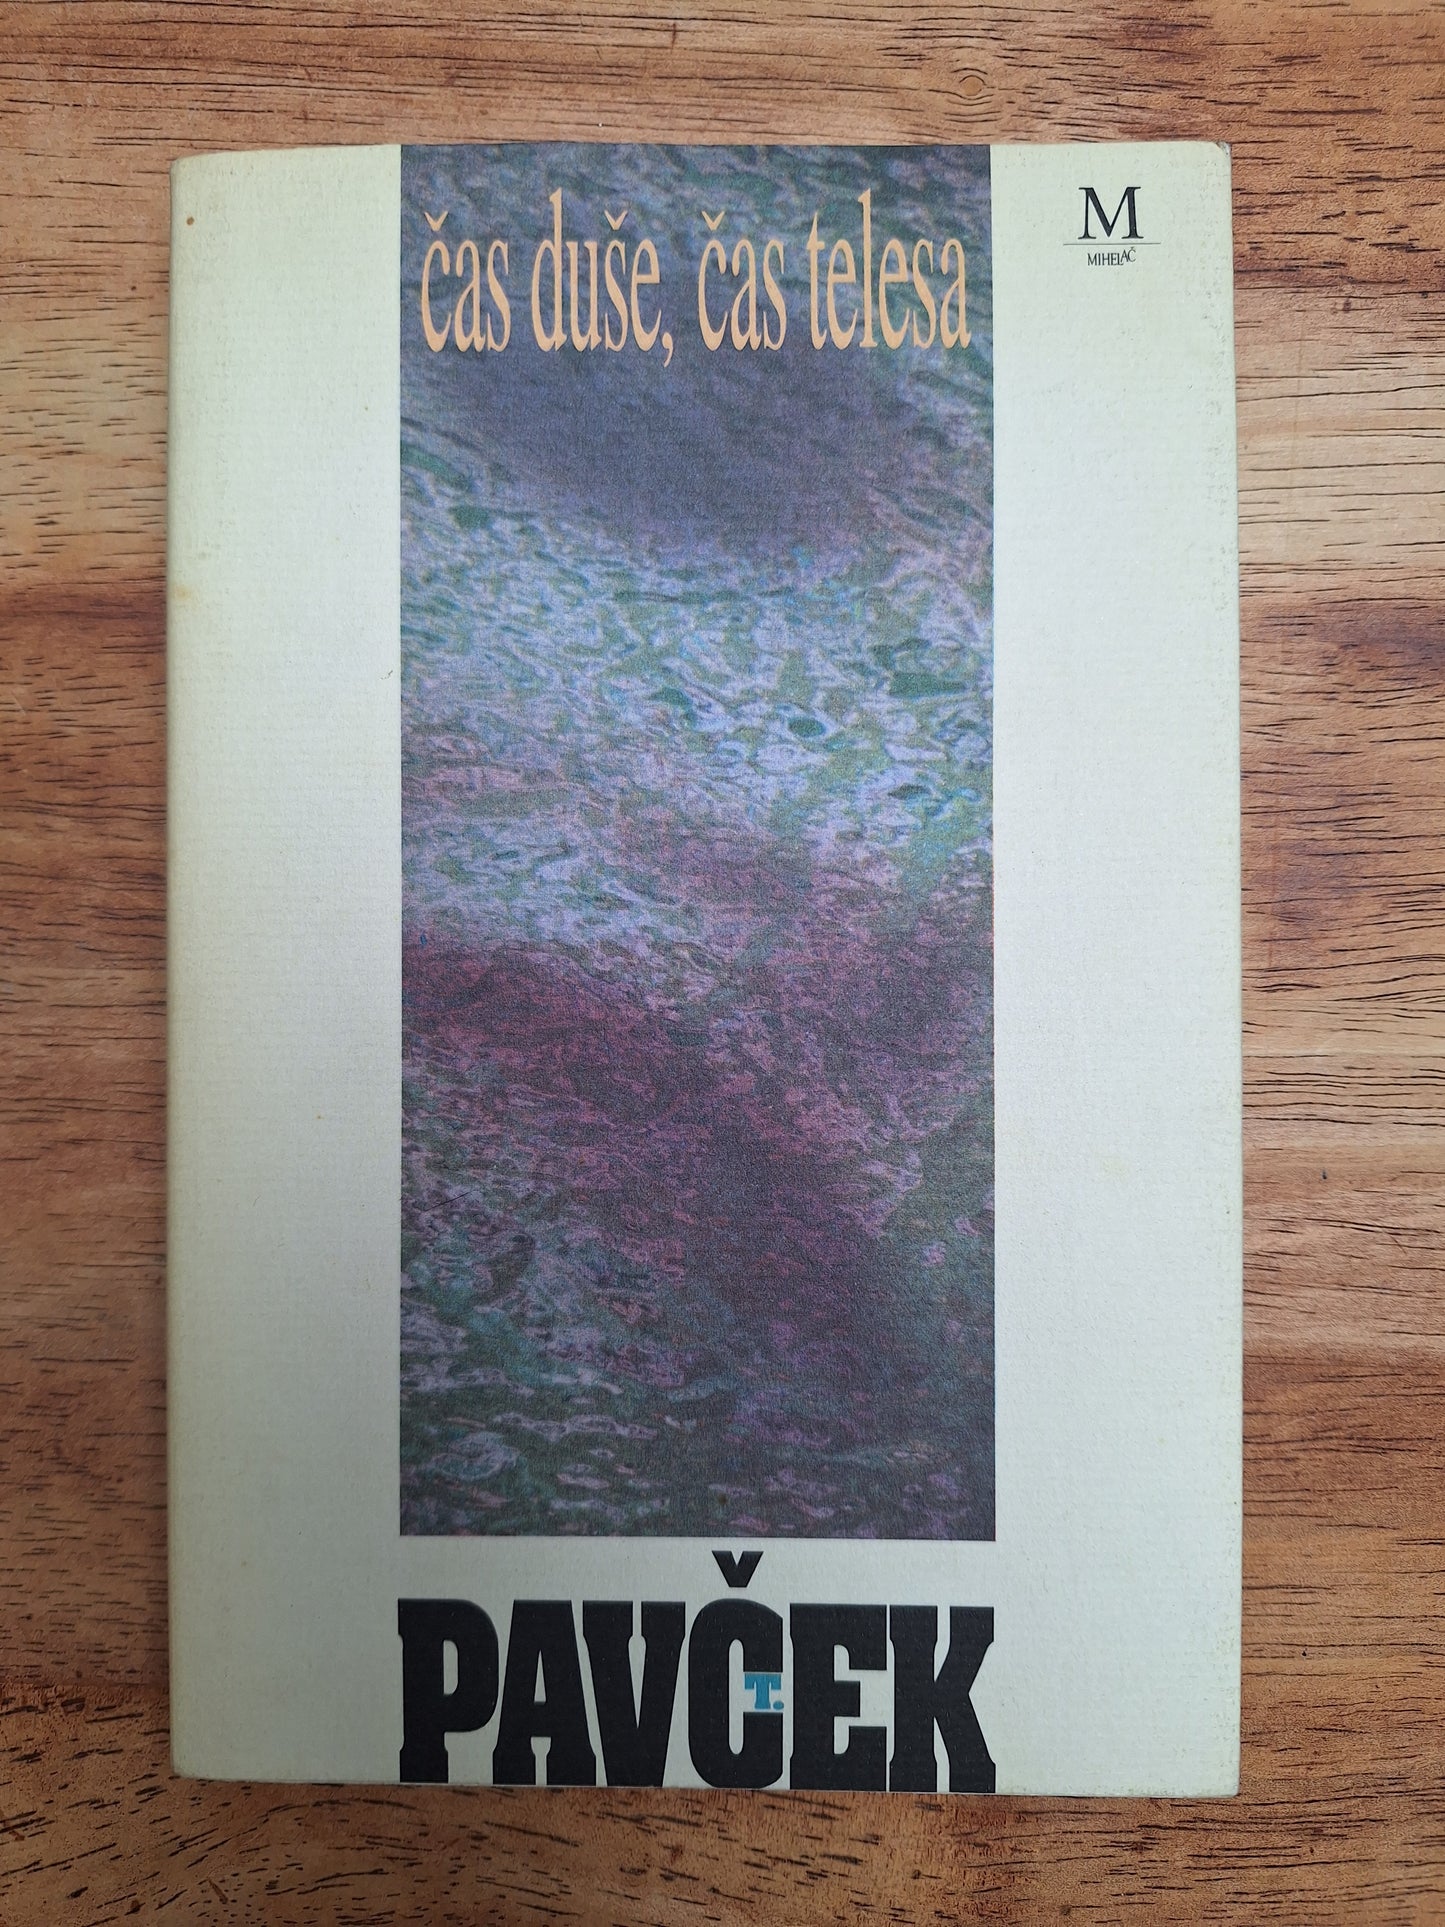 čas duše, čas telesa
M
MIHELAČ
PAVČEK
T.